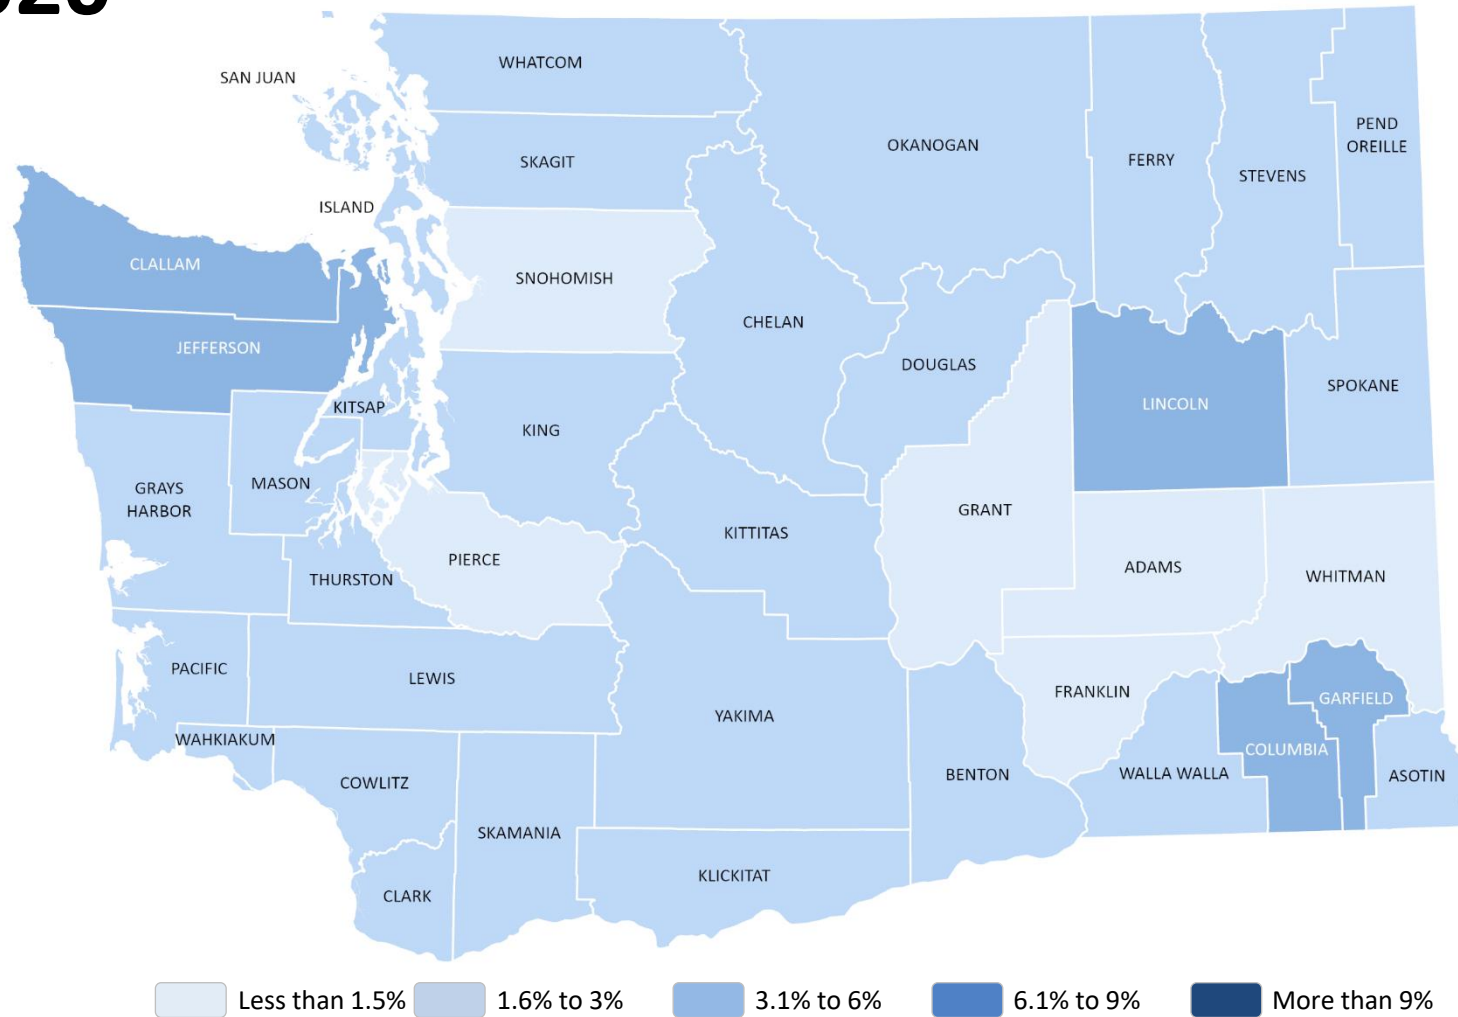 WHATCOM
SAN JUAN
SKAGIT
OKANOGAN
FERRY
STEVENS
PEND
OREILLE
ISLAND
CLALLAM
SNOHOMISH
CHELAN
JEFFERSON
DOUGLAS
LINCOLN
SPOKANE
KITSAP
KING
MASON
GRAYS
HARBOR
GRANT
KITTITAS
PIERCE
THURSTON
ADAMS
WHITMAN
PACIFIC
LEWIS
FRANKLIN
GARFIELD
YAKIMA
WAHKIAKUM
COLUMBIA
COWLITZ
BENTON
WALLA WALLA
ASOTIN
SKAMANIA
KLICKITAT
CLARK
Less than 1.5%
1.6% to 3%
3.1% to 6%
6.1% to 9%
More than 9%